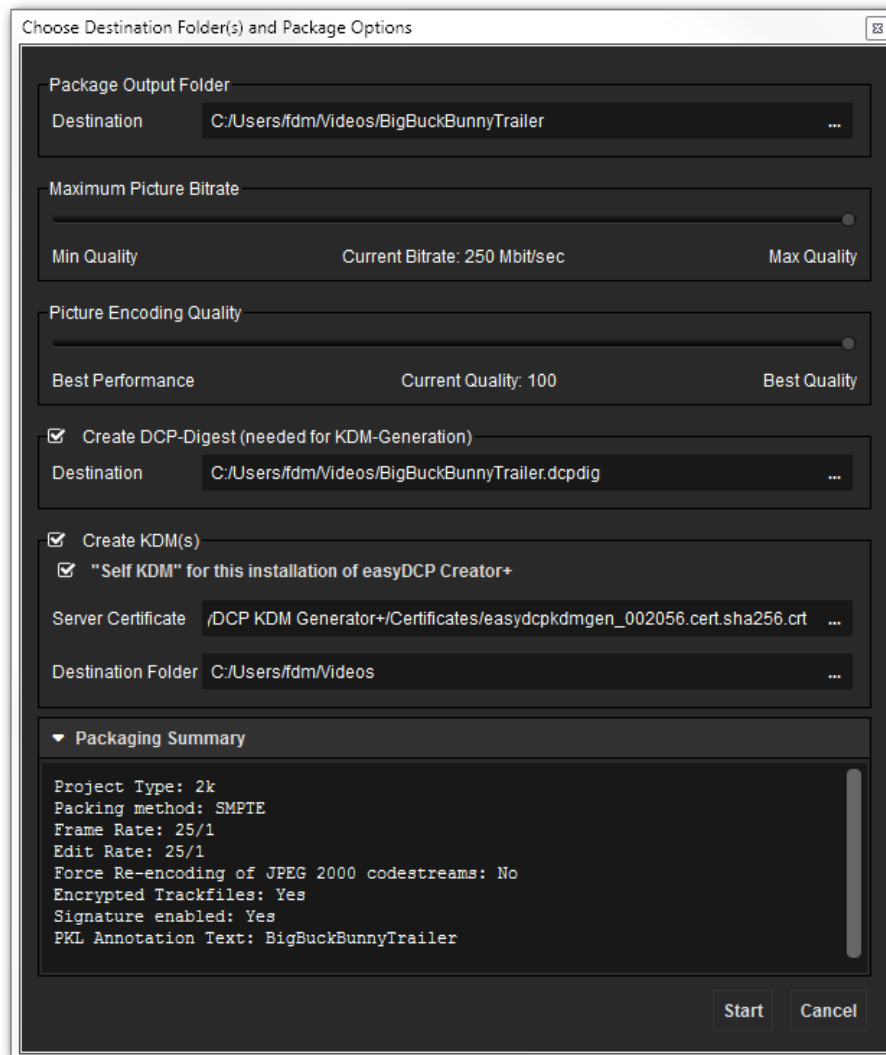 Choose Destination Folder(s) and Package Options
Package Output Folder
Destination C:/Users/fdm/Videos/BigBuckBunnyTrailer ...
Maximum Picture Bitrate
Min Quality Current Bitrate: 250 Mbit/sec Max Quality
Picture Encoding Quality
Best Performance Current Quality: 100 Best Quality
Create DCP-Digest (needed for KDM-Generation)
Destination C:/Users/fdm/Videos/BigBuckBunnyTrailer.dcpdig ...
Create KDM(s)
"Self KDM" for this installation of easyDCP Creator+
Server Certificate /DCP KDM Generator+/Certificates/easydcpkdmgen_002056.cert.sha256.crt ...
Destination Folder C:/Users/fdm/Videos ...
Packaging Summary
Project Type: 2k
Packing method: SMPTE
Frame Rate: 25/1
Edit Rate: 25/1
Force Re-encoding of JPEG 2000 codestreams: No
Encrypted Trackfiles: Yes
Signature enabled: Yes
PKL Annotation Text: BigBuckBunnyTrailer
Start Cancel